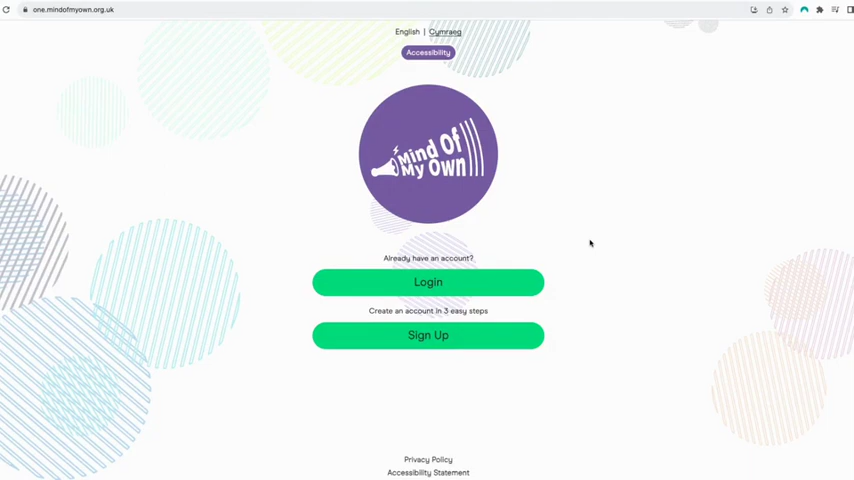 one.mindofmyown.org.uk
English | Cymraeg
Accessibility
Mind Of
My Own
Already have an account?
Login
Create an account in 3 easy steps
Sign Up
Privacy Policy
Accessibility Statement